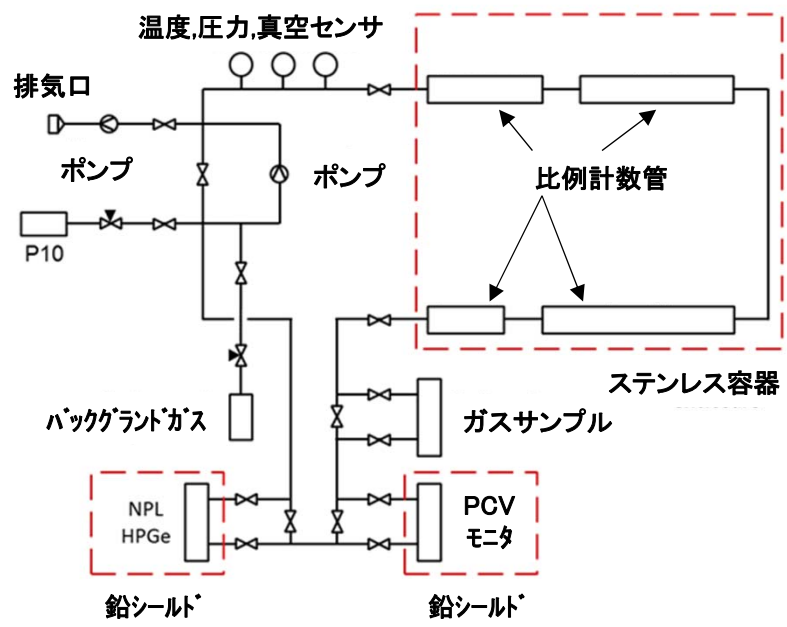 温度,圧力,真空センサ
排気口
ポンプ
ポンプ
比例計数管
P10
ステンレス容器
ﾊﾞｯｸｸﾞﾗﾝﾄﾞｶﾞｽ
ガスサンプル
NPL
HPGe
PCV
ﾓﾆﾀ
鉛シールﾄﾞ
鉛シールﾄﾞ